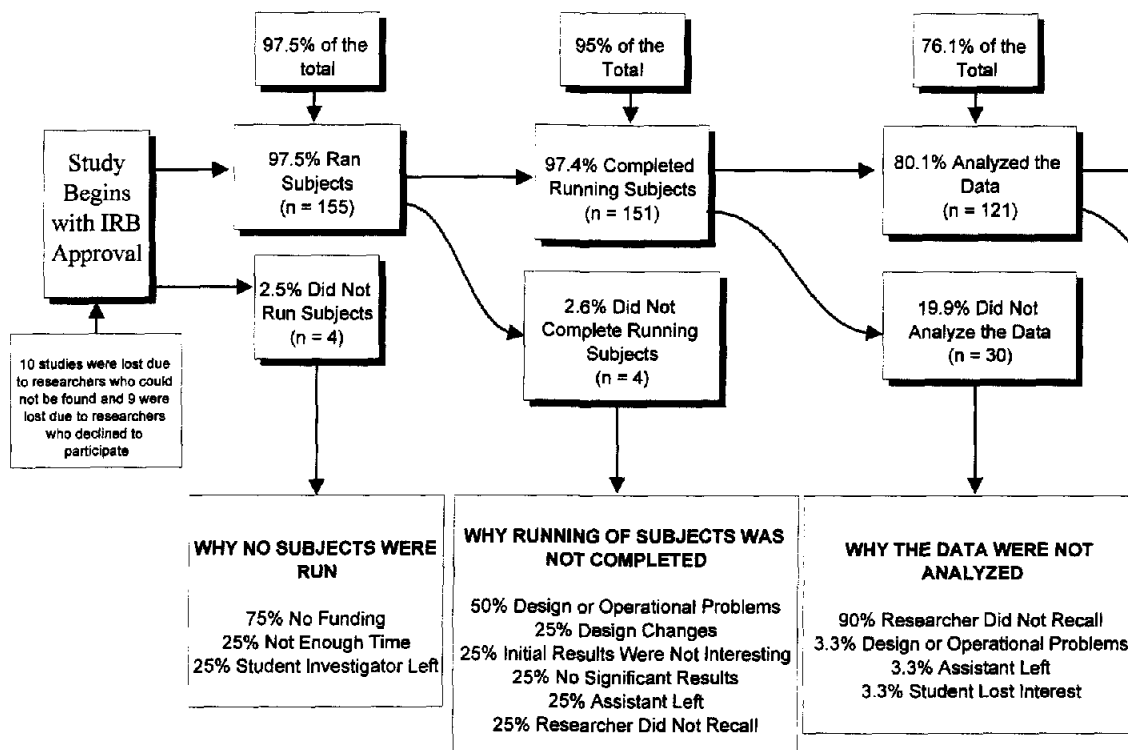 97.5% of the
total
95% of the
Total
76.1% of the
Total
Study
Begins
with IRB
Approval
97.5% Ran
Subjects
(n = 155)
97.4% Completed
Running Subjects
(n = 151)
80.1% Analyzed the
Data
(n = 121)
2.5% Did Not
Run Subjects
(n = 4)
2.6% Did Not
Complete Running
Subjects
(n = 4)
19.9% Did Not
Analyze the Data
(n = 30)
10 studies were lost due
to researchers who could
not be found and 9 were
lost due to researchers
who declined to
participate
WHY NO SUBJECTS WERE
RUN
75% No Funding
25% Not Enough Time
25% Student Investigator Left
WHY RUNNING OF SUBJECTS WAS
NOT COMPLETED
50% Design or Operational Problems
25% Design Changes
25% Initial Results Were Not Interesting
25% No Significant Results
25% Assistant Left
25% Researcher Did Not Recall
WHY THE DATA WERE NOT
ANALYZED
90% Researcher Did Not Recall
3.3% Design or Operational Problems
3.3% Assistant Left
3.3% Student Lost Interest